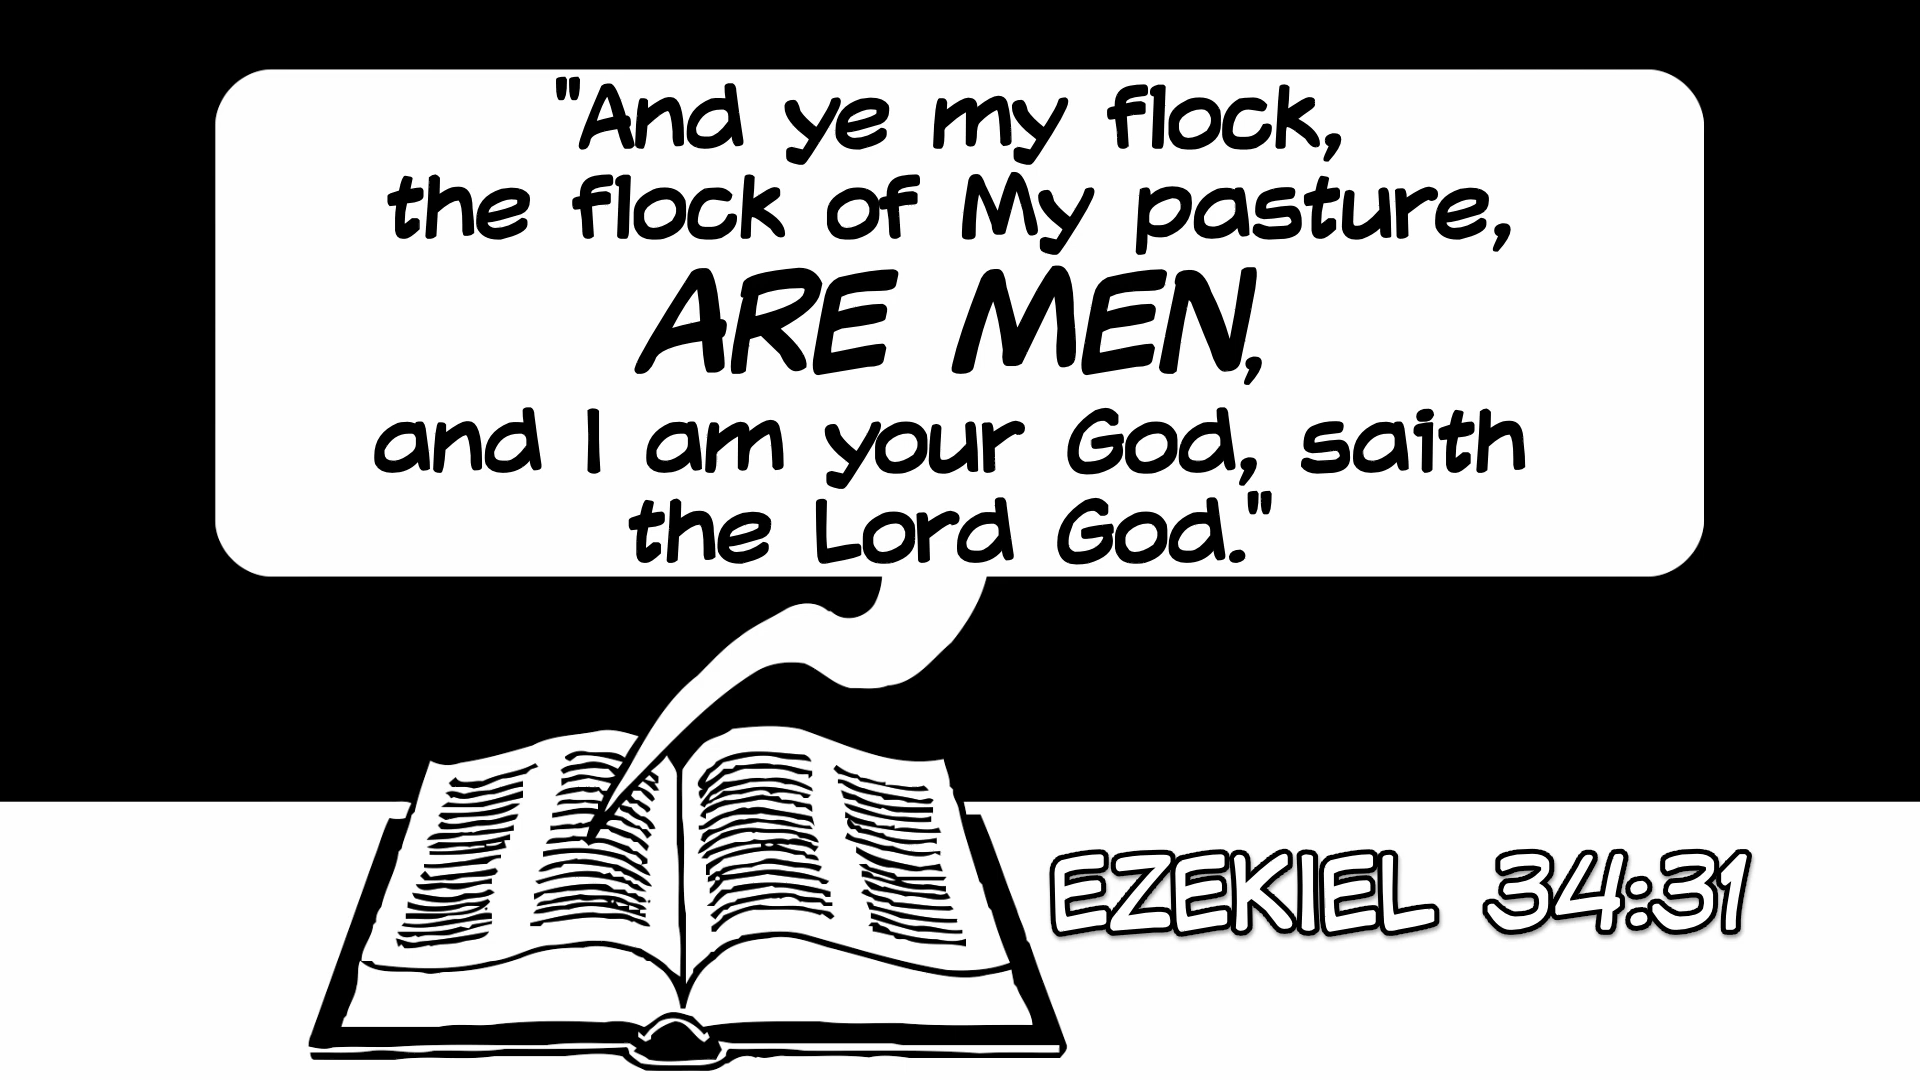 "And ye my flock,
the flock of My pasture,
ARE MEN,
and I am your God, saith
the Lord God."
EZEKIEL 34:31